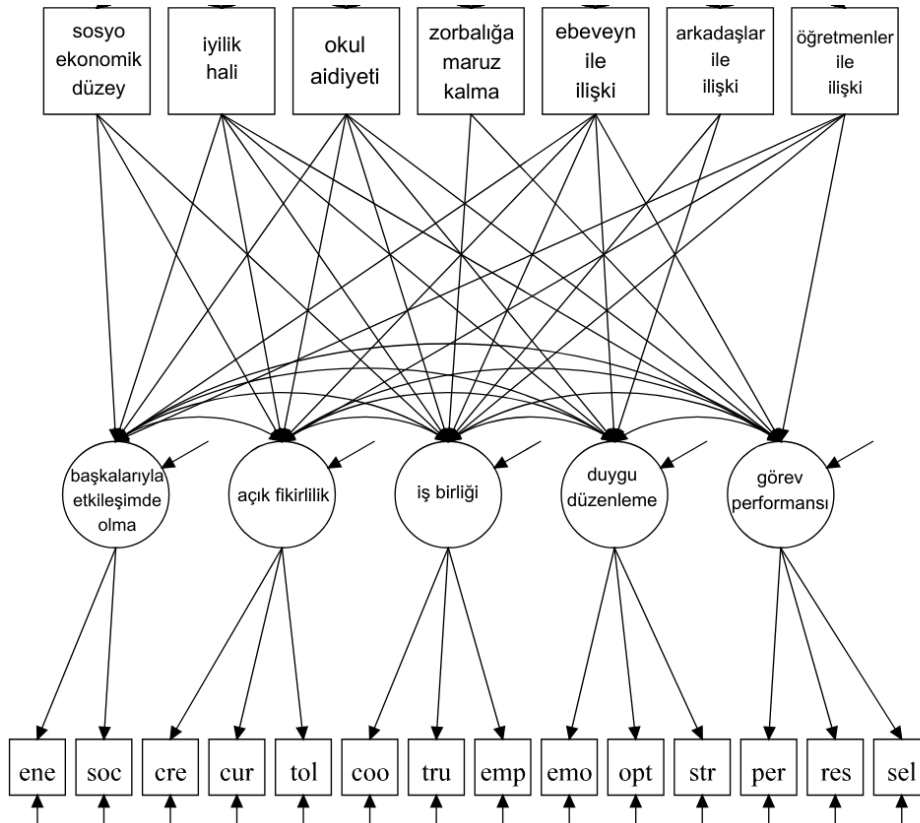 sosyo
ekonomik
düzey
iyilik
hali
okul
aidiyeti
zorbalığa
maruz
kalma
ebeveyn
ile
ilişki
arkadaşlar
ile
ilişki
öğretmenler
ile
ilişki
başkalarıyla
etkileşimde
olma
açık fikirlilik
iş birliği
duygu
düzenleme
görev
performansı
ene
soc
cre
cur
tol
coo
tru
emp
emo
opt
str
per
res
sel